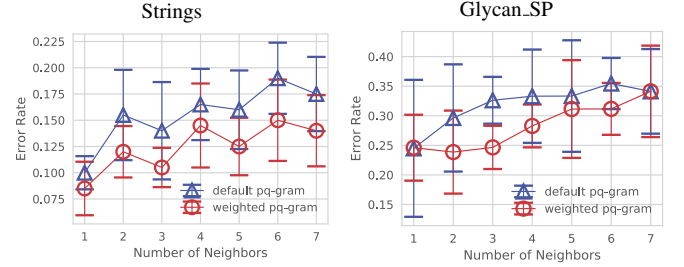 Strings
Error Rate
0.225
0.200
0.175
0.150
0.125
0.100
0.075
default pq-gram
weighted pq-gram
1 2 3 4 5 6 7
Number of Neighbors
Glycan_SP
Error Rate
0.40
0.35
0.30
0.25
0.20
0.15
default pq-gram
weighted pq-gram
1 2 3 4 5 6 7
Number of Neighbors